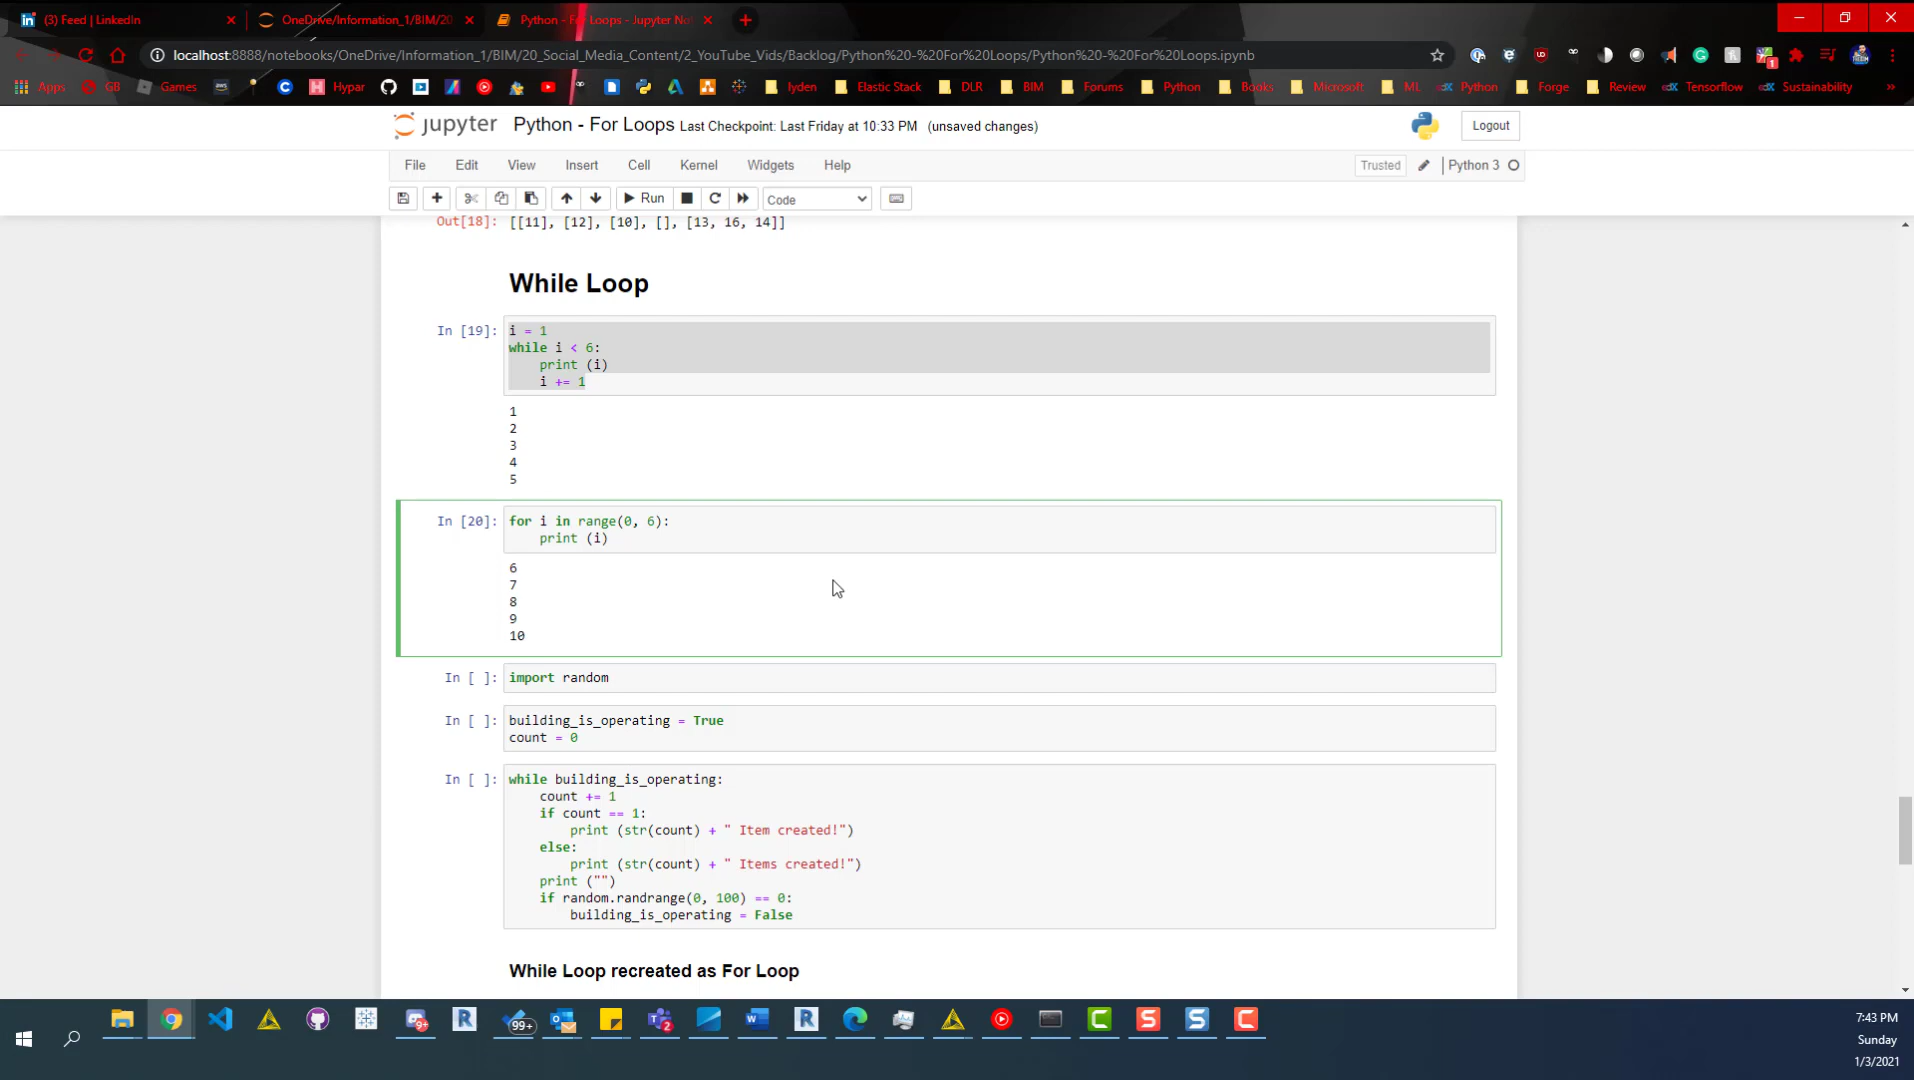 (3) Feed | LinkedIn
OneDrive/Information_1/BIM/20
Python - For Loops - Jupyter No
localhost:8888/notebooks/OneDrive/Information_1/BIM/20_Social_Media_Content/2_YouTube_Vids/Backlog/Python%20-%20For%20Loops/Python%20-%20For%20Loops.ipynb
Apps GB Games aws Hypar Iyden Elastic Stack DLR BIM Forums Python Books Microsoft ML Python Forge Review Tensorflow Sustainability »
jupyter Python - For Loops Last Checkpoint: Last Friday at 10:33 PM (unsaved changes) Logout
File Edit View Insert Cell Kernel Widgets Help Trusted Python 3
Run Code
Out[18]: [[11], [12], [10], [], [13, 16, 14]]
While Loop
In [19]: i = 1
while i < 6:
    print (i)
    i += 1
1
2
3
4
5
In [20]: for i in range(0, 6):
    print (i)
6
7
8
9
10
In [ ]: import random
In [ ]: building_is_operating = True
count = 0
In [ ]: while building_is_operating:
    count += 1
    if count == 1:
        print (str(count) + " Item created!")
    else:
        print (str(count) + " Items created!")
    print ("")
    if random.randrange(0, 100) == 0:
        building_is_operating = False
While Loop recreated as For Loop
7:43 PM
Sunday
1/3/2021